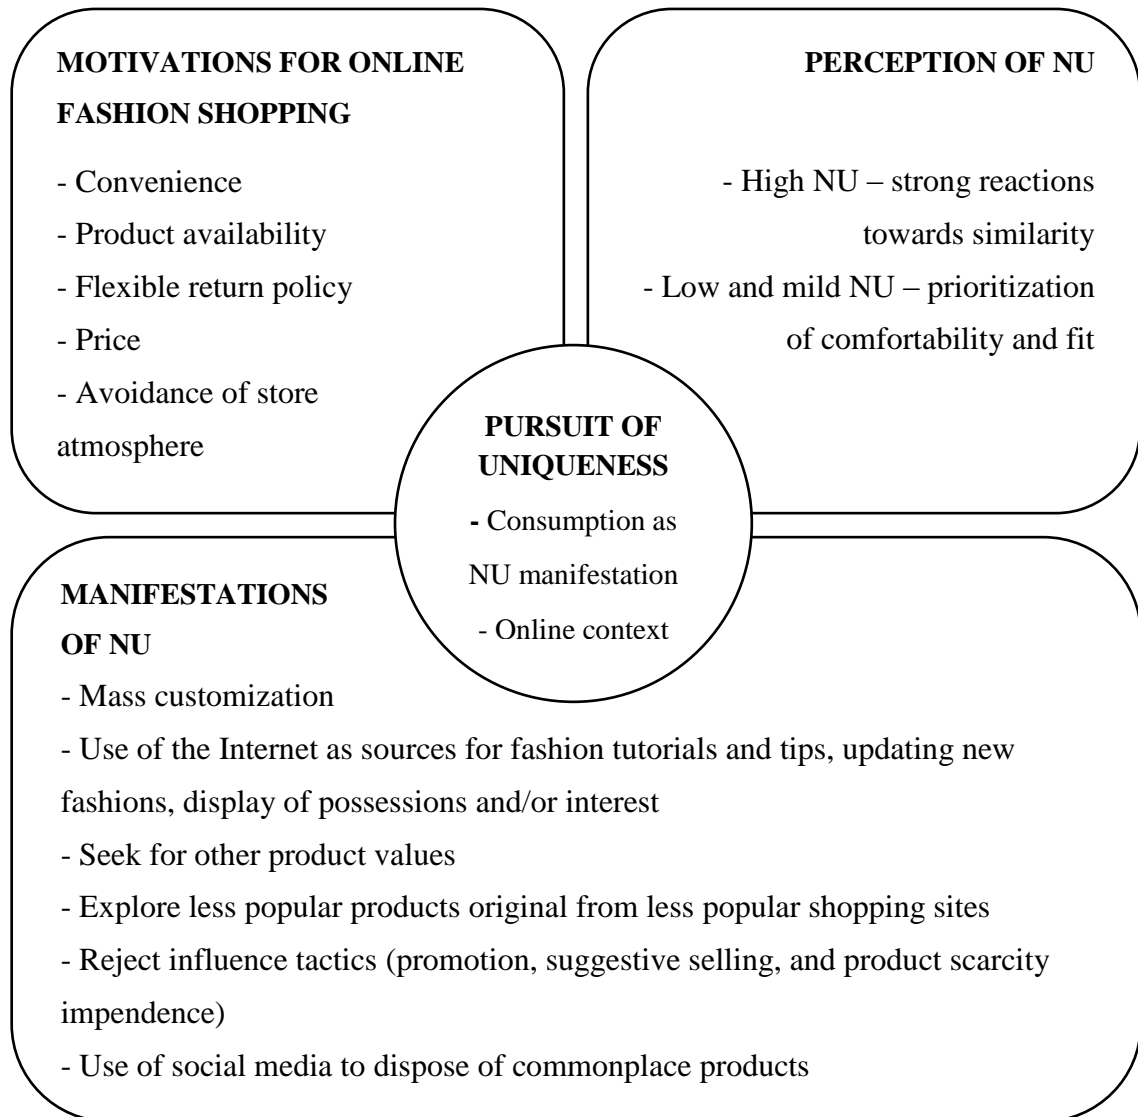 MOTIVATIONS FOR ONLINE
FASHION SHOPPING
- Convenience
- Product availability
- Flexible return policy
- Price
- Avoidance of store
atmosphere
PERCEPTION OF NU
- High NU – strong reactions
towards similarity
- Low and mild NU – prioritization
of comfortability and fit
PURSUIT OF
UNIQUENESS
- Consumption as
NU manifestation
- Online context
MANIFESTATIONS
OF NU
- Mass customization
- Use of the Internet as sources for fashion tutorials and tips, updating new
fashions, display of possessions and/or interest
- Seek for other product values
- Explore less popular products original from less popular shopping sites
- Reject influence tactics (promotion, suggestive selling, and product scarcity
impendence)
- Use of social media to dispose of commonplace products